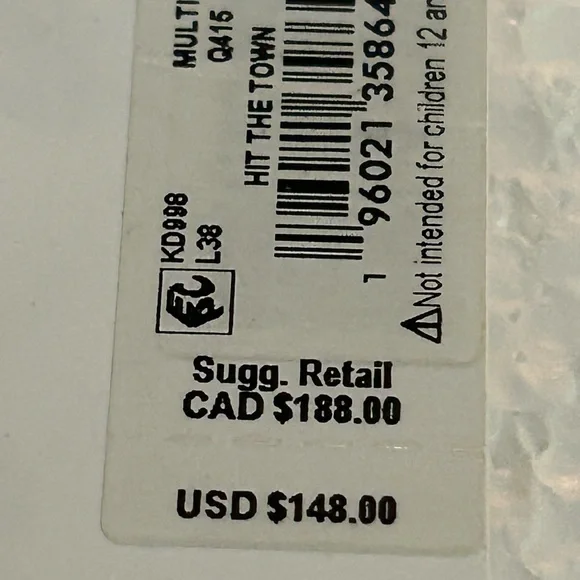 MULTI
Q415
HIT THE TOWN
KD998
L38
1 96021 35864
⚠Not intended for children 12 ar
Sugg. Retail
CAD $188.00
USD $148.00